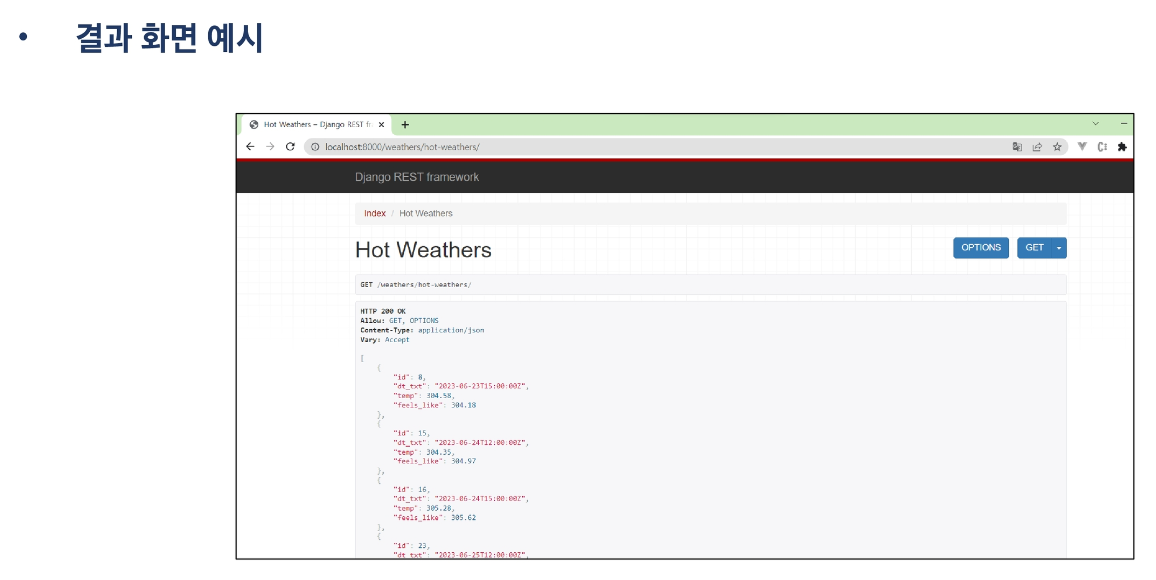 • 결과 화면 예시
Hot Weathers – Django REST fr
localhost:8000/weathers/hot-weathers/
Django REST framework
Index / Hot Weathers
Hot Weathers
OPTIONS
GET
GET /weathers/hot-weathers/
HTTP 200 OK
Allow: GET, OPTIONS
Content-Type: application/json
Vary: Accept
[
{
"id": 8,
"dt_txt": "2023-06-23T15:00:00Z",
"temp": 304.58,
"feels_like": 304.18
},
{
"id": 15,
"dt_txt": "2023-06-24T12:00:00Z",
"temp": 304.35,
"feels_like": 304.97
},
{
"id": 16,
"dt_txt": "2023-06-24T15:00:00Z",
"temp": 305.28,
"feels_like": 305.62
},
{
"id": 23,
"dt_txt": "2023-06-25T12:00:00Z",